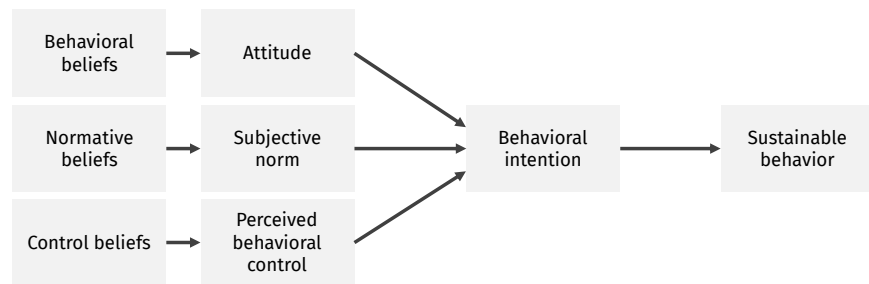 Behavioral
beliefs
Attitude
Normative
beliefs
Subjective
norm
Behavioral
intention
Sustainable
behavior
Control beliefs
Perceived
behavioral
control